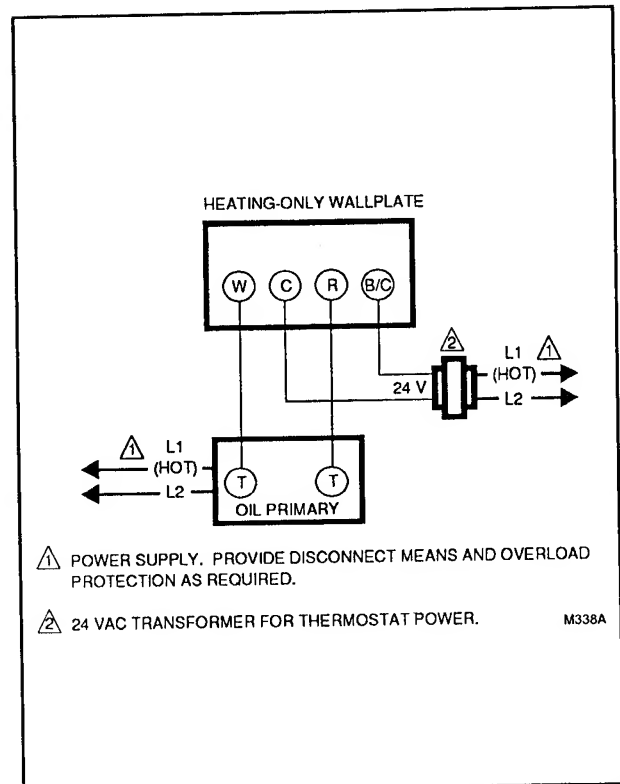 HEATING-ONLY WALLPLATE
W C R B/C
2
L1 1
(HOT)
24 V
L2
1 L1
(HOT)
L2
T T
OIL PRIMARY
1 POWER SUPPLY. PROVIDE DISCONNECT MEANS AND OVERLOAD
PROTECTION AS REQUIRED.
2 24 VAC TRANSFORMER FOR THERMOSTAT POWER. M338A